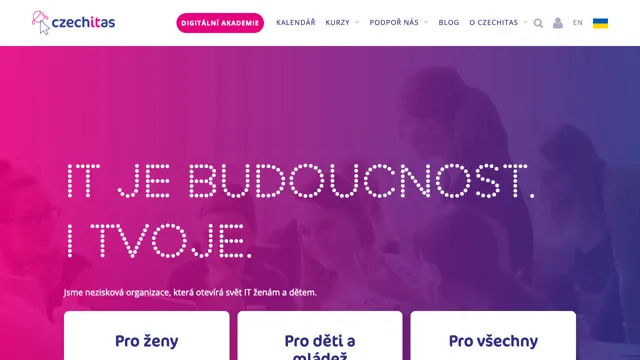 czechitas
DIGITÁLNÍ AKADEMIE
KALENDÁŘ
KURZY
PODPOŘ NÁS
BLOG
O CZECHITAS
EN
IT JE BUDOUCNOST.
I TVOJE.
Jsme nezisková organizace, která otevírá svět IT ženám a dětem.
Pro ženy
Pro děti a
mládež
Pro všechny